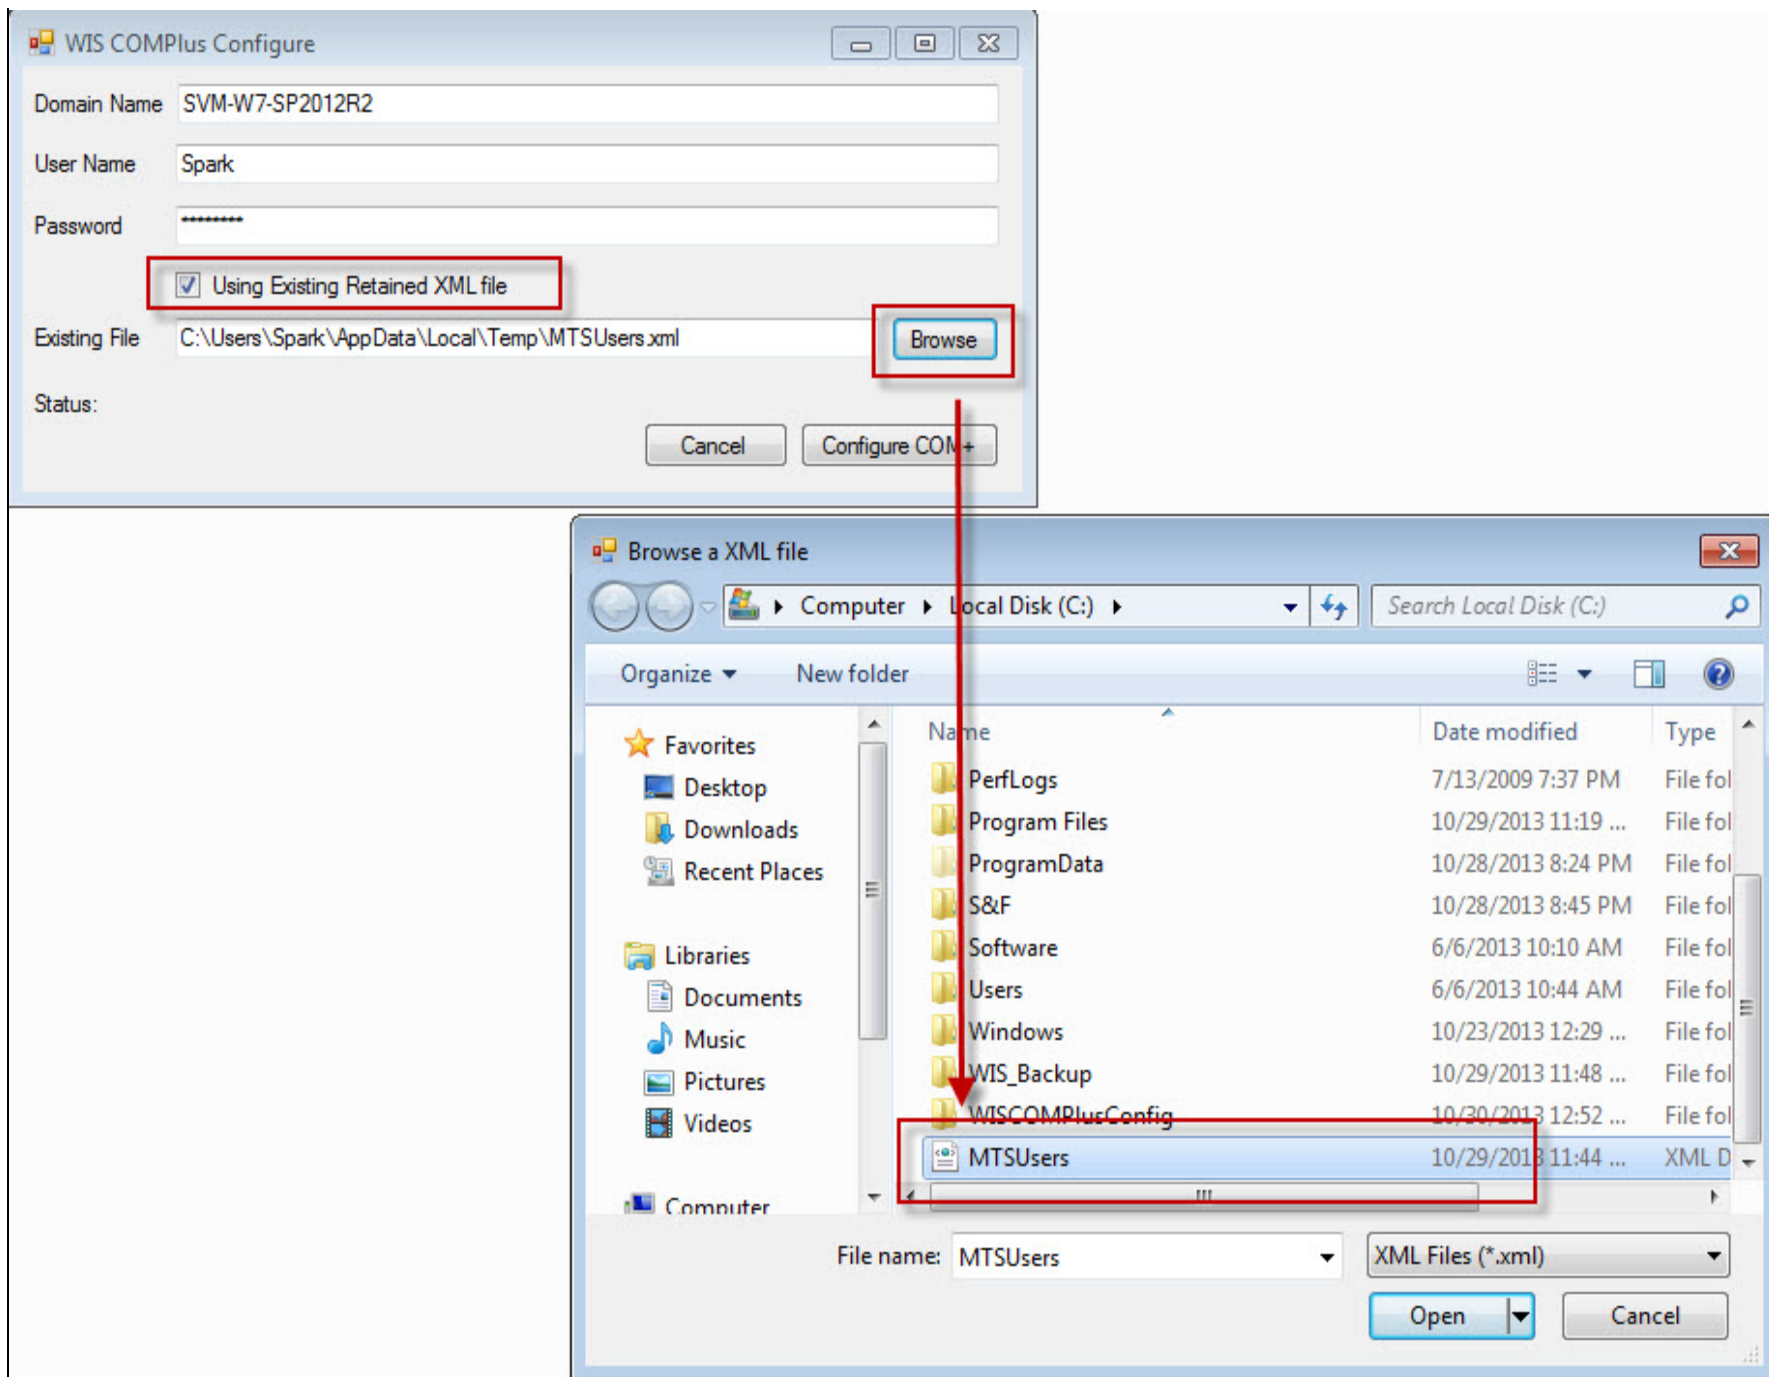 WIS COMPlus Configure
Domain Name SVM-W7-SP2012R2
User Name Spark
Password ********
Using Existing Retained XML file
Existing File C:\Users\Spark\AppData\Local\Temp\MTSUsers.xml Browse
Status:
Cancel Configure COM+
Browse a XML file
Computer Local Disk (C:) Search Local Disk (C:)
Organize New folder
Name Date modified Type
Favorites
Desktop
Downloads
Recent Places
Libraries
Documents
Music
Pictures
Videos
Computer
PerfLogs 7/13/2009 7:37 PM File fol
Program Files 10/29/2013 11:19 ... File fol
ProgramData 10/28/2013 8:24 PM File fol
S&F 10/28/2013 8:45 PM File fol
Software 6/6/2013 10:10 AM File fol
Users 6/6/2013 10:44 AM File fol
Windows 10/23/2013 12:29 ... File fol
WIS_Backup 10/29/2013 11:48 ... File fol
WISCOMPlusConfig 10/30/2013 12:52 ... File fol
MTSUsers 10/29/2013 11:44 ... XML D
File name: MTSUsers XML Files (*.xml)
Open Cancel